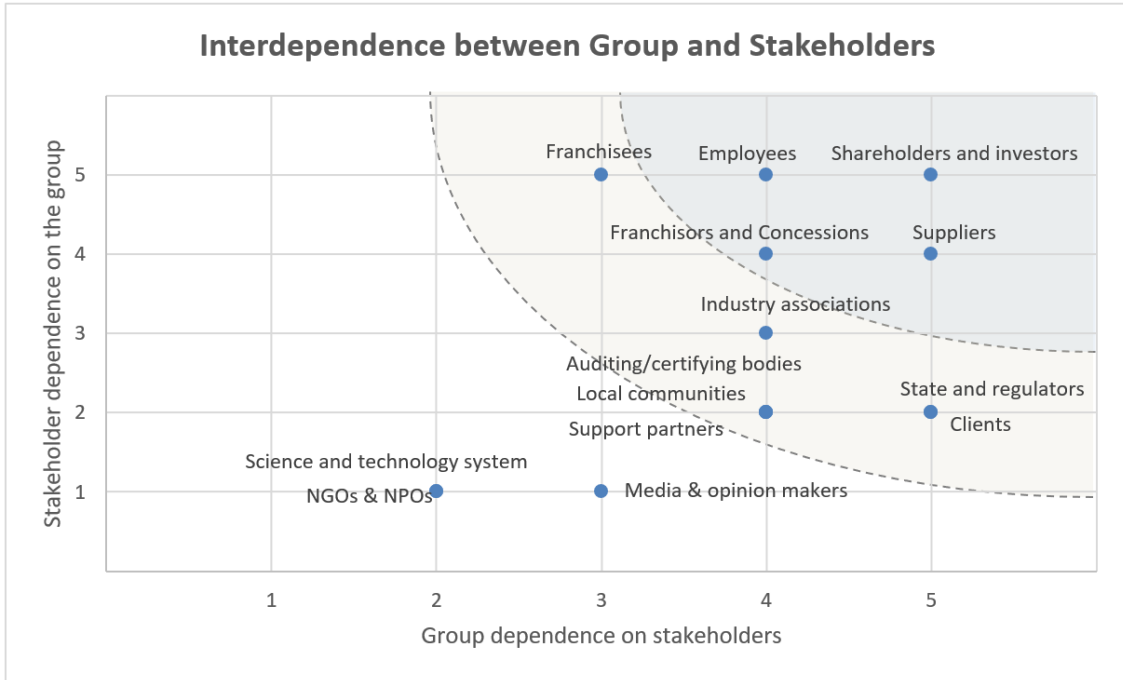 Interdependence between Group and Stakeholders
Stakeholder dependence on the group
5
4
3
2
1
Franchisees
Employees
Shareholders and investors
Franchisors and Concessions
Suppliers
Industry associations
Auditing/certifying bodies
Local communities
Support partners
State and regulators
Clients
Science and technology system
NGOs & NPOs
Media & opinion makers
1
2
3
4
5
Group dependence on stakeholders